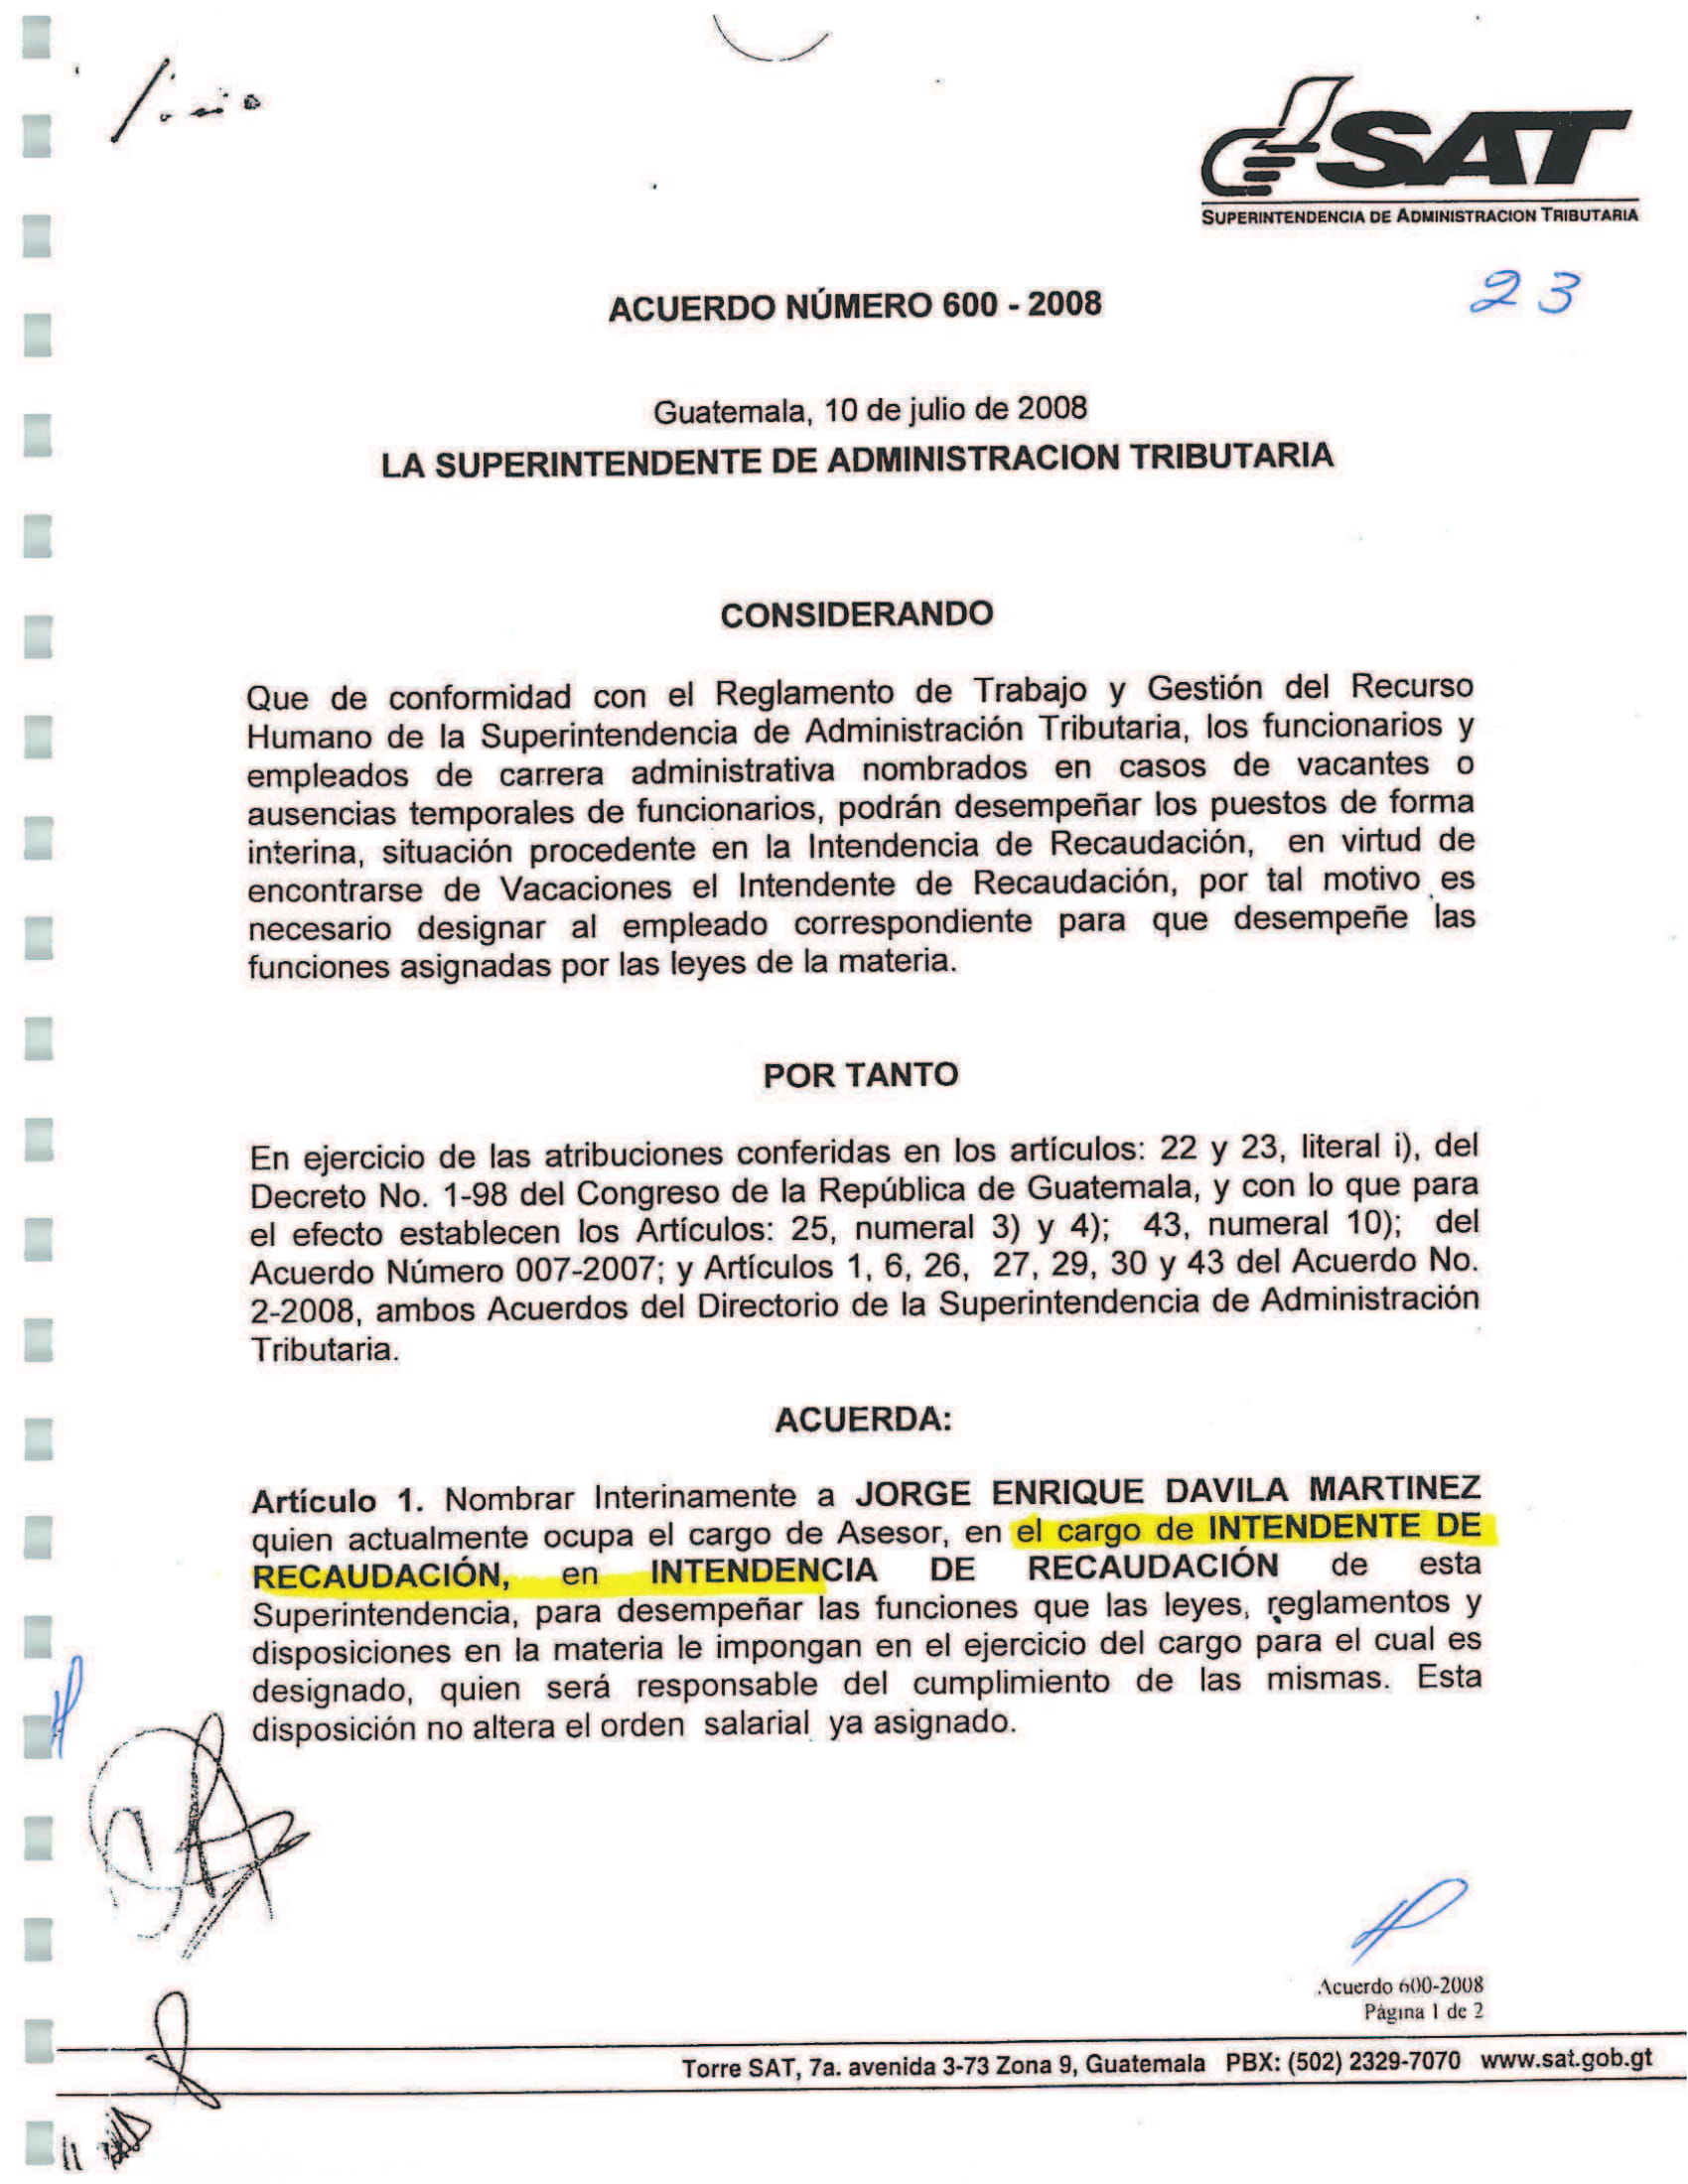 SAT
SUPERINTENDENCIA DE ADMINISTRACION TRIBUTARIA
23
ACUERDO NÚMERO 600 - 2008
Guatemala, 10 de julio de 2008
LA SUPERINTENDENTE DE ADMINISTRACION TRIBUTARIA
CONSIDERANDO
Que de conformidad con el Reglamento de Trabajo y Gestión del Recurso
Humano de la Superintendencia de Administración Tributaria, los funcionarios y
empleados de carrera administrativa nombrados en casos de vacantes o
ausencias temporales de funcionarios, podrán desempeñar los puestos de forma
interina, situación procedente en la Intendencia de Recaudación, en virtud de
encontrarse de Vacaciones el Intendente de Recaudación, por tal motivo es
necesario designar al empleado correspondiente para que desempeñe las
funciones asignadas por las leyes de la materia.
POR TANTO
En ejercicio de las atribuciones conferidas en los artículos: 22 y 23, literal i), del
Decreto No. 1-98 del Congreso de la República de Guatemala, y con lo que para
el efecto establecen los Artículos: 25, numeral 3) y 4); 43, numeral 10); del
Acuerdo Número 007-2007; y Artículos 1, 6, 26, 27, 29, 30 y 43 del Acuerdo No.
2-2008, ambos Acuerdos del Directorio de la Superintendencia de Administración
Tributaria.
ACUERDA:
Artículo 1. Nombrar Interinamente a JORGE ENRIQUE DAVILA MARTINEZ
quien actualmente ocupa el cargo de Asesor, en el cargo de INTENDENTE DE
RECAUDACIÓN, en INTENDENCIA DE RECAUDACIÓN de esta
Superintendencia, para desempeñar las funciones que las leyes, reglamentos y
disposiciones en la materia le impongan en el ejercicio del cargo para el cual es
designado, quien será responsable del cumplimiento de las mismas. Esta
disposición no altera el orden salarial ya asignado.
Acuerdo 600-2008
Página 1 de 2
Torre SAT, 7a. avenida 3-73 Zona 9, Guatemala PBX: (502) 2329-7070 www.sat.gob.gt